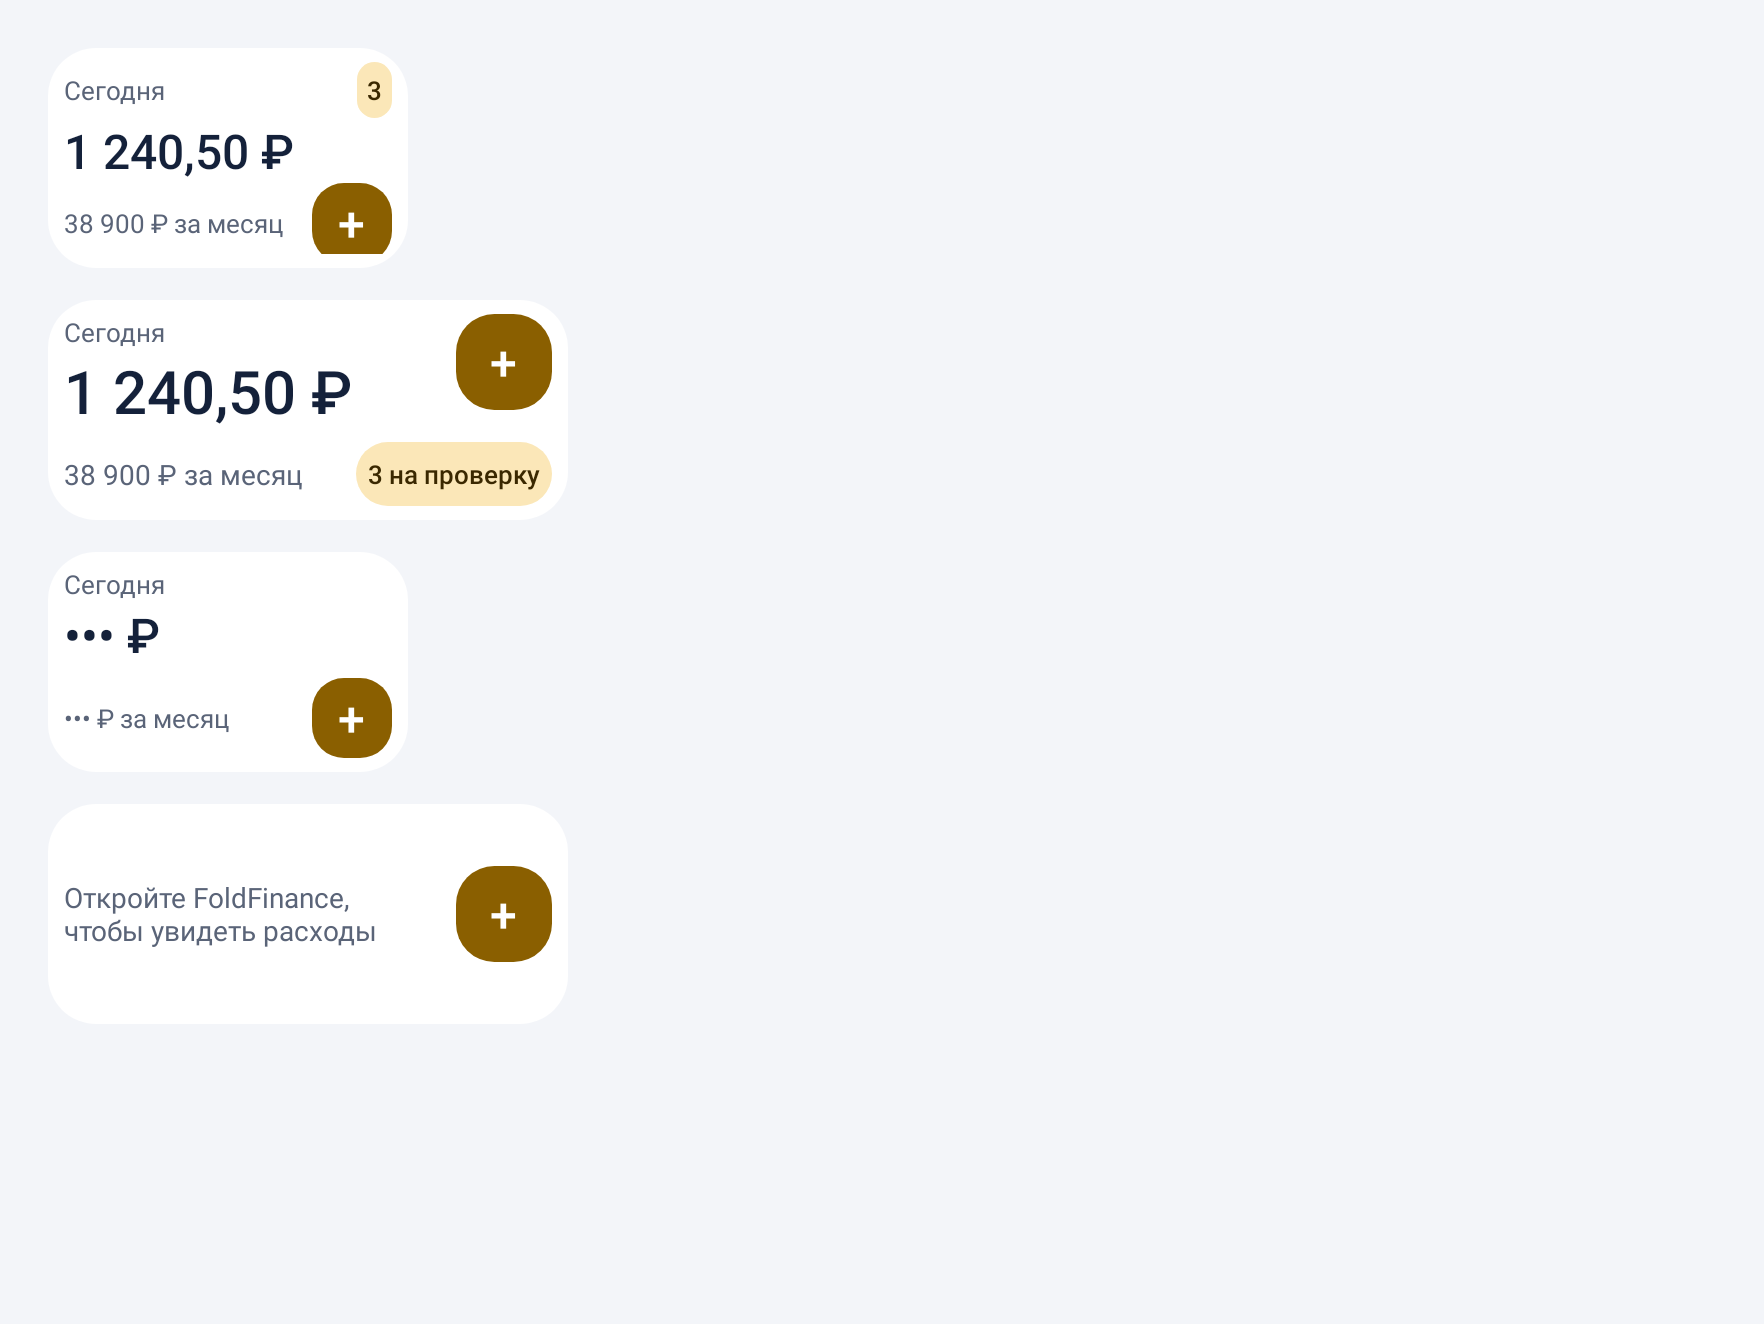 Сегодня
3
1 240,50 ₽
38 900 ₽ за месяц
+
Сегодня
+
1 240,50 ₽
38 900 ₽ за месяц
3 на проверку
Сегодня
••• ₽
••• ₽ за месяц
+
Откройте FoldFinance,
чтобы увидеть расходы
+